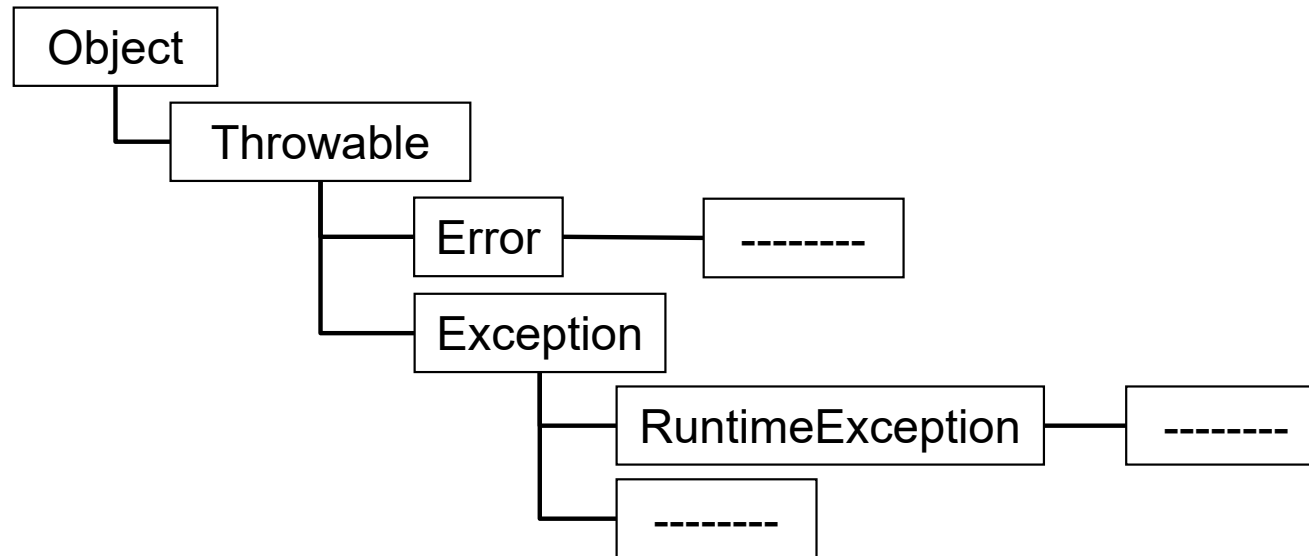 Object
Throwable
Error
--------
Exception
RuntimeException
--------
--------